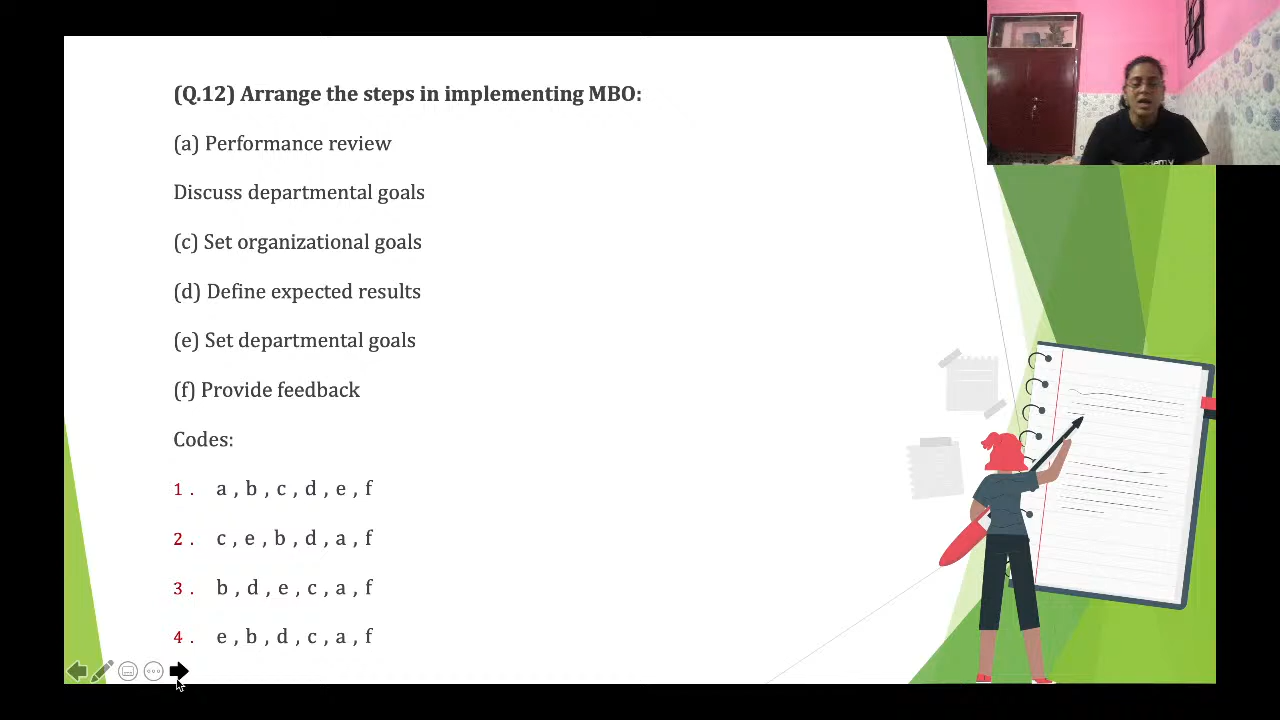 (Q.12) Arrange the steps in implementing MBO:
(a) Performance review
Discuss departmental goals
(c) Set organizational goals
(d) Define expected results
(e) Set departmental goals
(f) Provide feedback
Codes:
1. a, b, c, d, e, f
2. c, e, b, d, a, f
3. b, d, e, c, a, f
4. e, b, d, c, a, f